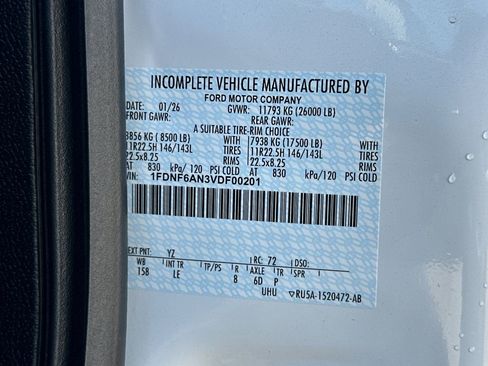 INCOMPLETE VEHICLE MANUFACTURED BY
FORD MOTOR COMPANY
DATE: 01/26 GVWR: 11793 KG (26000 LB)
FRONT GAWR: REAR GAWR:
A SUITABLE TIRE-RIM CHOICE
3856 KG ( 8500 LB) 7938 KG (17500 LB) WITH
11R22.5H 146/143L 11R22.5H 146/143L TIRES
22.5x8.25 RIMS 22.5x8.25 RIMS
AT 830 kPa/ 120 PSI COLD AT 830 kPa/ 120 PSI COLD
VIN: 1FDNF6AN3VDF00201
EXT PNT: YZ RC: 72 DSO:
WB INT TR TP/PS R AXLE TR SPR
158 LE 8 6D P
UHU RU5A-1520472-AB